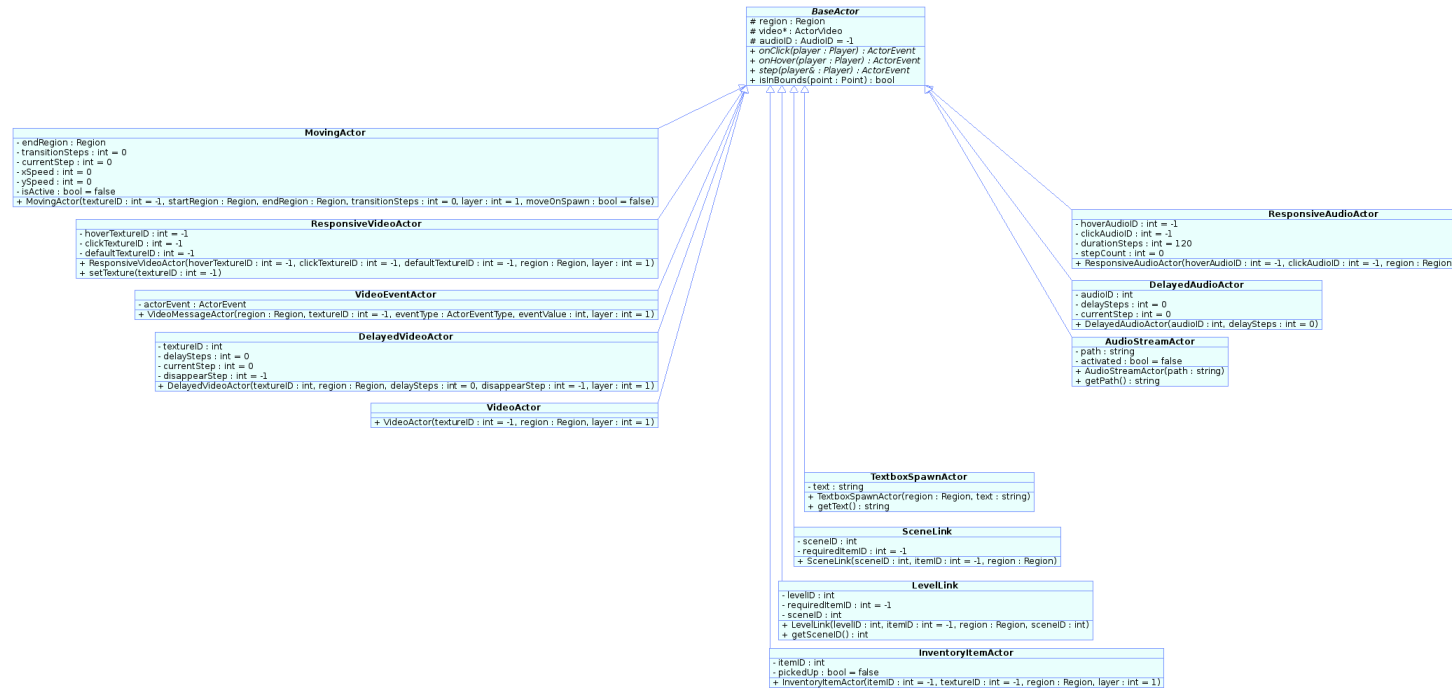 BaseActor
# region : Region
# video* : ActorVideo
# audioID : AudioID = -1
+ onClick(player : Player) : ActorEvent
+ onHover(player : Player) : ActorEvent
+ step(player& : Player) : ActorEvent
+ isInBounds(point : Point) : bool
MovingActor
- endRegion : Region
- transitionSteps : int = 0
- currentStep : int = 0
- xSpeed : int = 0
- ySpeed : int = 0
- isActive : bool = false
+ MovingActor(textureID : int = -1, startRegion : Region, endRegion : Region, transitionSteps : int = 0, layer : int = 1, moveOnSpawn : bool = false)
ResponsiveVideoActor
- hoverTextureID : int = -1
- clickTextureID : int = -1
- defaultTextureID : int = -1
+ ResponsiveVideoActor(hoverTextureID : int = -1, clickTextureID : int = -1, defaultTextureID : int = -1, region : Region, layer : int = 1)
+ setTexture(textureID : int = -1)
VideoEventActor
- actorEvent : ActorEvent
+ VideoMessageActor(region : Region, textureID : int = -1, eventType : ActorEventType, eventValue : int, layer : int = 1)
DelayedVideoActor
- textureID : int
- delaySteps : int = 0
- currentStep : int = 0
- disappearStep : int = -1
+ DelayedVideoActor(textureID : int, region : Region, delaySteps : int = 0, disappearStep : int = -1, layer : int = 1)
VideoActor
+ VideoActor(textureID : int = -1, region : Region, layer : int = 1)
ResponsiveAudioActor
- hoverAudioID : int = -1
- clickAudioID : int = -1
- durationSteps : int = 120
- stepCount : int = 0
+ ResponsiveAudioActor(hoverAudioID : int = -1, clickAudioID : int = -1, region : Region
DelayedAudioActor
- audioID : int
- delaySteps : int = 0
- currentStep : int = 0
+ DelayedAudioActor(audioID : int, delaySteps : int = 0)
AudioStreamActor
- path : string
- activated : bool = false
+ AudioStreamActor(path : string)
+ getPath() : string
TextboxSpawnActor
- text : string
+ TextboxSpawnActor(region : Region, text : string)
+ getText() : string
SceneLink
- sceneID : int
- requiredItemID : int = -1
+ SceneLink(sceneID : int, itemID : int = -1, region : Region)
LevelLink
- levelID : int
- requiredItemID : int = -1
- sceneID : int
+ LevelLink(levelID : int, itemID : int = -1, region : Region, sceneID : int)
+ getSceneID() : int
InventoryItemActor
- itemID : int
- pickedUp : bool = false
+ InventoryItemActor(itemID : int = -1, textureID : int = -1, region : Region, layer : int = 1)